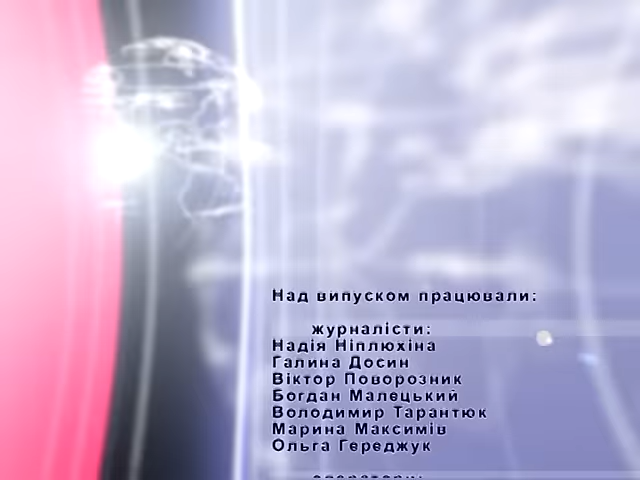 Над випуском працювали:
журналісти:
Надія Ніплюхіна
Галина Досин
Віктор Поворозник
Богдан Малецький
Володимир Тарантюк
Марина Максимів
Ольга Гереджук